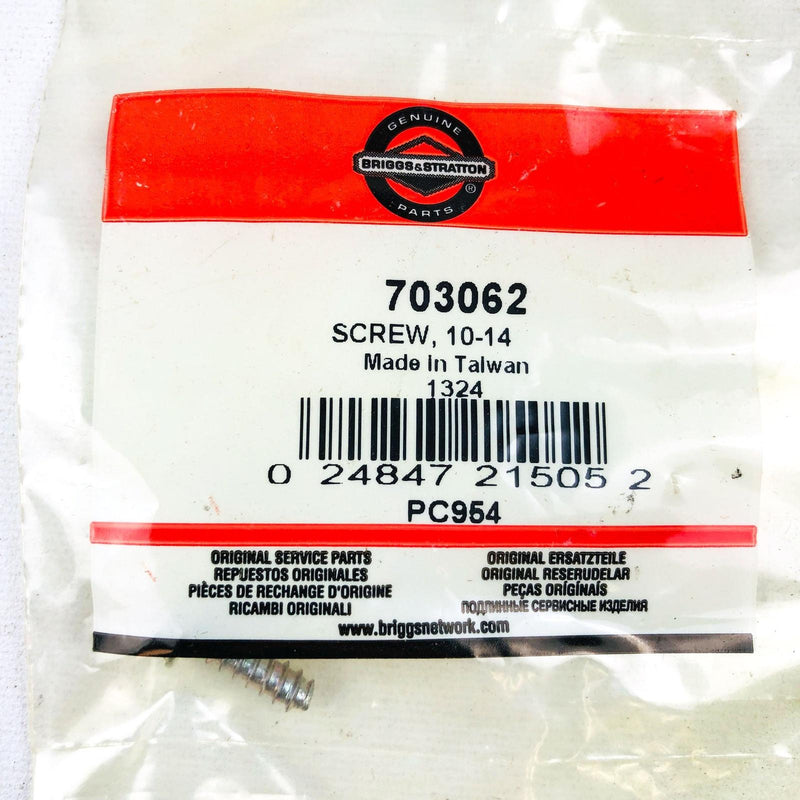 GENUINE
BRIGGS&STRATTON
®
PARTS
703062
SCREW, 10-14
Made In Taiwan
1324
0 24847 21505 2
PC954
ORIGINAL SERVICE PARTS
REPUESTOS ORIGINALES
PIÈCES DE RECHANGE D'ORIGINE
RICAMBI ORIGINALI
ORIGINAL ERSATZTEILE
ORIGINAL RESERUDELAR
PEÇAS ORÍGÍNAÍS
ПОДЛИННЫЕ СЕРВИСНЫЕ ИЗДЕЛИЯ
www.briggsnetwork.com